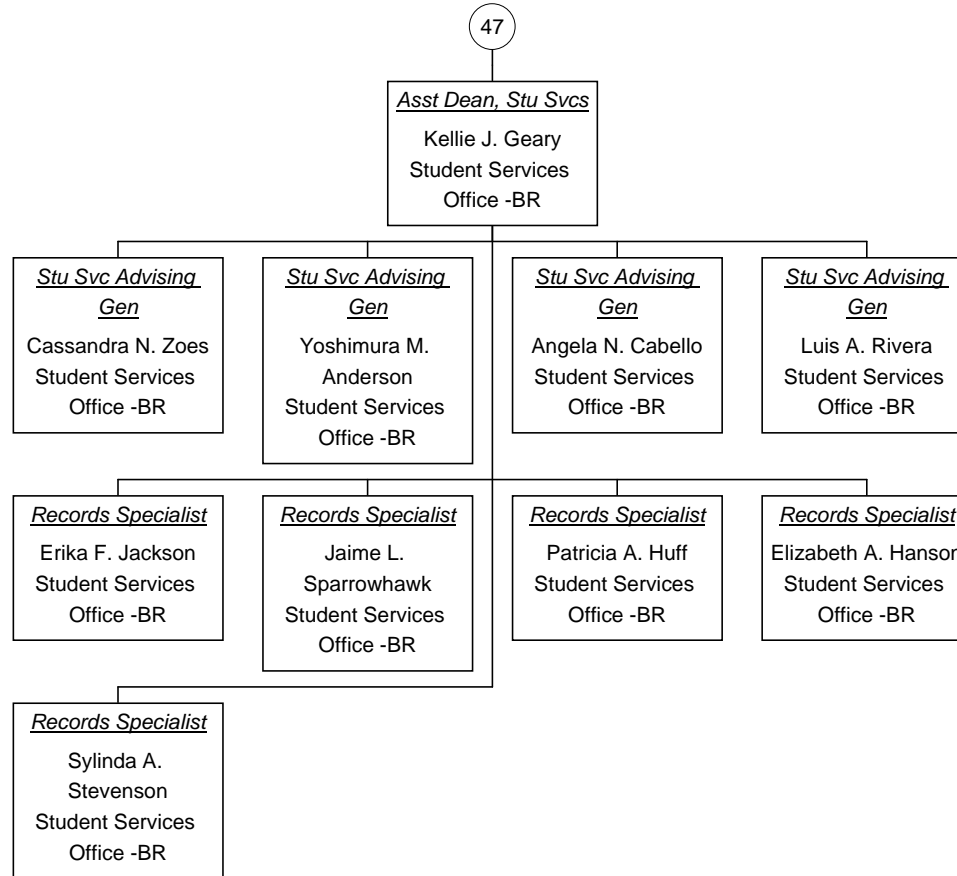 47
Asst Dean, Stu Svcs
Kellie J. Geary
Student Services
Office -BR
Stu Svc Advising
Gen
Cassandra N. Zoes
Student Services
Office -BR
Stu Svc Advising
Gen
Yoshimura M.
Anderson
Student Services
Office -BR
Stu Svc Advising
Gen
Angela N. Cabello
Student Services
Office -BR
Stu Svc Advising
Gen
Luis A. Rivera
Student Services
Office -BR
Records Specialist
Erika F. Jackson
Student Services
Office -BR
Records Specialist
Jaime L.
Sparrowhawk
Student Services
Office -BR
Records Specialist
Patricia A. Huff
Student Services
Office -BR
Records Specialist
Elizabeth A. Hanson
Student Services
Office -BR
Records Specialist
Sylinda A.
Stevenson
Student Services
Office -BR